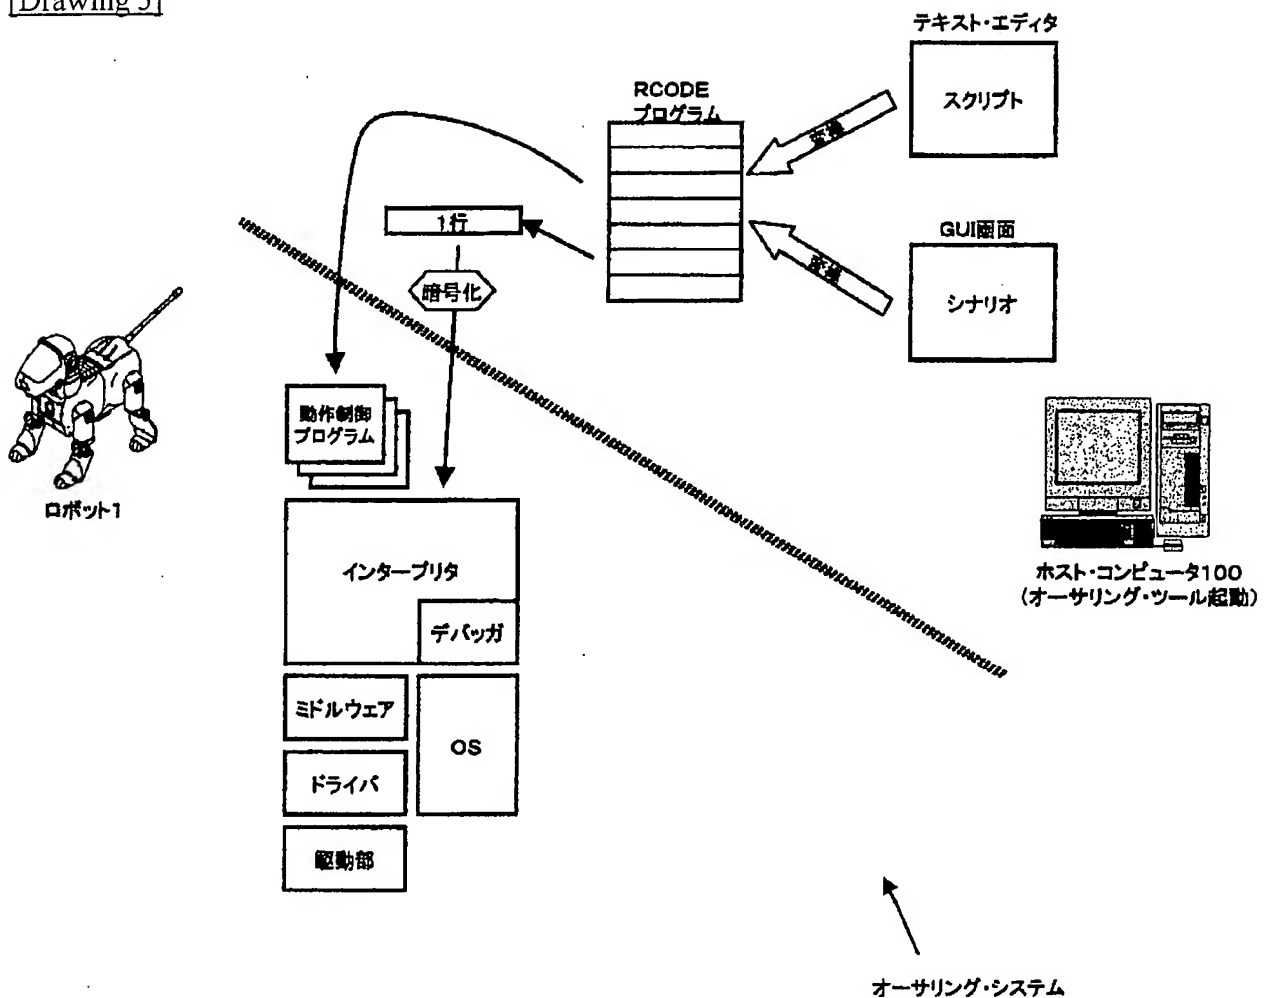 [Drawing 5]
テキスト・エディタ
スクリプト
RCODE
プログラム
変換
1行
GUI画面
変換
暗号化
シナリオ
動作制御
プログラム
ロボット1
インタープリタ
ホスト・コンピュータ100
(オーサリング・ツール起動)
デバッガ
ミドルウェア
OS
ドライバ
駆動部
オーサリング・システム